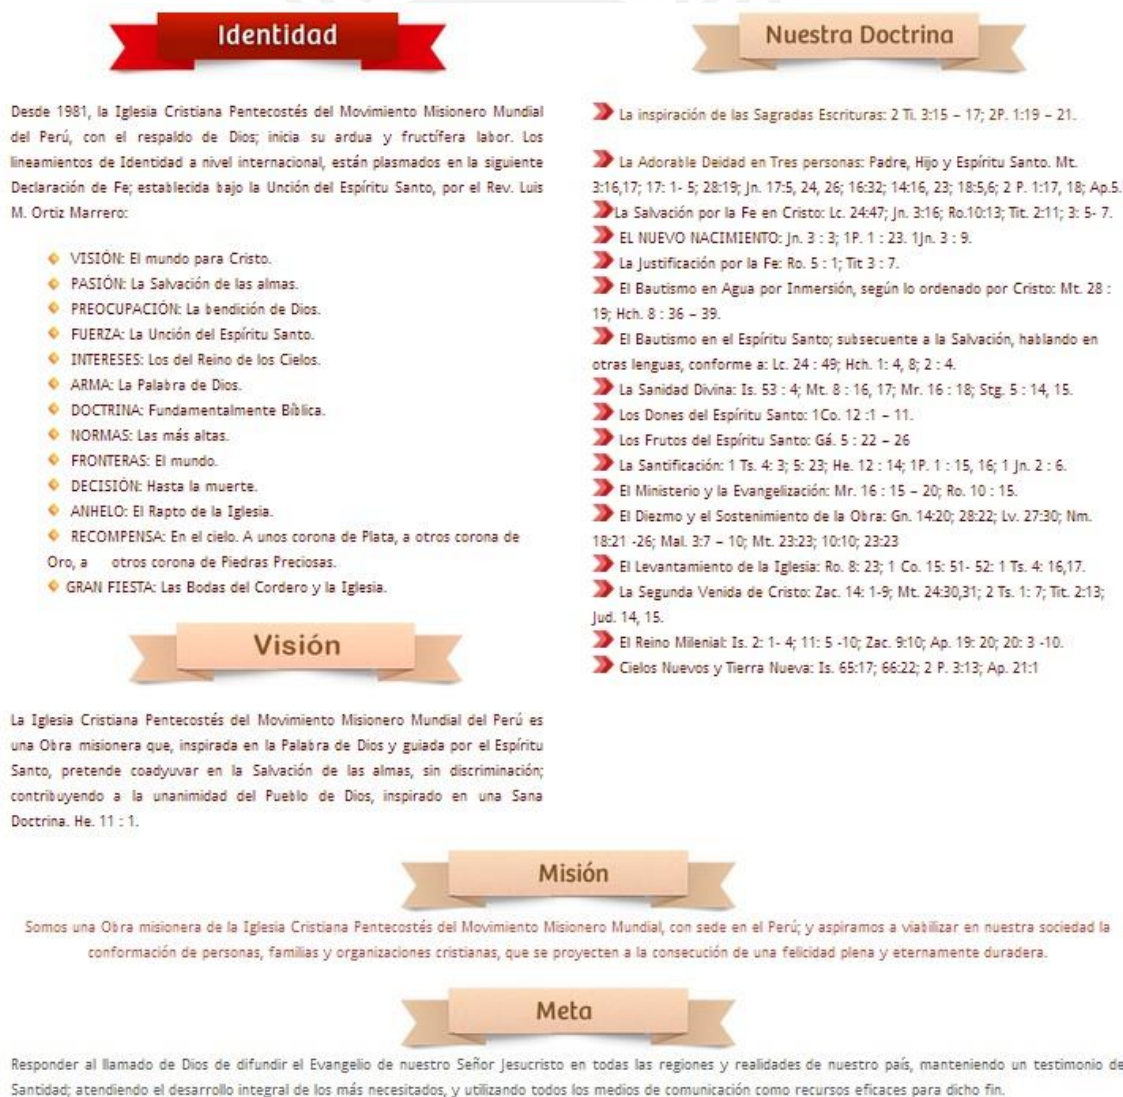 Identidad
Desde 1981, la Iglesia Cristiana Pentecostés del Movimiento Misionero Mundial
del Perú, con el respaldo de Dios; inicia su ardua y fructífera labor. Los
lineamientos de Identidad a nivel internacional, están plasmados en la siguiente
Declaración de Fe; establecida bajo la Unción del Espíritu Santo, por el Rev. Luis
M. Ortiz Marrero:
VISIÓN: El mundo para Cristo.
PASIÓN: La Salvación de las almas.
PREOCUPACIÓN: La bendición de Dios.
FUERZA: La Unción del Espíritu Santo.
INTERESES: Los del Reino de los Cielos.
ARMA: La Palabra de Dios.
DOCTRINA: Fundamentalmente Bíblica.
NORMAS: Las más altas.
FRONTERAS: El mundo.
DECISIÓN: Hasta la muerte.
ANHELO: El Rapto de la Iglesia.
RECOMPENSA: En el cielo. A unos corona de Plata, a otros corona de
Oro, a otros corona de Piedras Preciosas.
GRAN FIESTA: Las Bodas del Cordero y la Iglesia.
Visión
La Iglesia Cristiana Pentecostés del Movimiento Misionero Mundial del Perú es
una Obra misionera que, inspirada en la Palabra de Dios y guiada por el Espíritu
Santo, pretende coadyuvar en la Salvación de las almas, sin discriminación;
contribuyendo a la unanimidad del Pueblo de Dios, inspirado en una Sana
Doctrina. He. 11 : 1.
Nuestra Doctrina
La inspiración de las Sagradas Escrituras: 2 Ti. 3:15 – 17; 2P. 1:19 – 21.
La Adorable Deidad en Tres personas: Padre, Hijo y Espíritu Santo. Mt.
3:16,17; 17: 1- 5; 28:19; Jn. 17:5, 24, 26; 16:32; 14:16, 23; 18:5,6; 2 P. 1:17, 18; Ap.5.
La Salvación por la Fe en Cristo: Lc. 24:47; Jn. 3:16; Ro.10:13; Tit. 2:11; 3: 5- 7.
EL NUEVO NACIMIENTO: Jn. 3 : 3; 1P. 1 : 23. 1Jn. 3 : 9.
La Justificación por la Fe: Ro. 5 : 1; Tit 3 : 7.
El Bautismo en Agua por Inmersión, según lo ordenado por Cristo: Mt. 28 :
19; Hch. 8 : 36 – 39.
El Bautismo en el Espíritu Santo; subsecuente a la Salvación, hablando en
otras lenguas, conforme a: Lc. 24 : 49; Hch. 1: 4, 8; 2 : 4.
La Sanidad Divina: Is. 53 : 4; Mt. 8 : 16, 17; Mr. 16 : 18; Stg. 5 : 14, 15.
Los Dones del Espíritu Santo: 1Co. 12 :1 – 11.
Los Frutos del Espíritu Santo: Gá. 5 : 22 – 26
La Santificación: 1 Ts. 4: 3; 5: 23; He. 12 : 14; 1P. 1 : 15, 16; 1 Jn. 2 : 6.
El Ministerio y la Evangelización: Mr. 16 : 15 – 20; Ro. 10 : 15.
El Diezmo y el Sostenimiento de la Obra: Gn. 14:20; 28:22; Lv. 27:30; Nm.
18:21 -26; Mal. 3:7 – 10; Mt. 23:23; 10:10; 23:23
El Levantamiento de la Iglesia: Ro. 8: 23; 1 Co. 15: 51- 52: 1 Ts. 4: 16,17.
La Segunda Venida de Cristo: Zac. 14: 1-9; Mt. 24:30,31; 2 Ts. 1: 7; Tit. 2:13;
Jud. 14, 15.
El Reino Milenial: Is. 2: 1- 4; 11: 5 -10; Zac. 9:10; Ap. 19: 20; 20: 3 -10.
Cielos Nuevos y Tierra Nueva: Is. 65:17; 66:22; 2 P. 3:13; Ap. 21:1
Misión
Somos una Obra misionera de la Iglesia Cristiana Pentecostés del Movimiento Misionero Mundial, con sede en el Perú; y aspiramos a viabilizar en nuestra sociedad la
conformación de personas, familias y organizaciones cristianas, que se proyecten a la consecución de una felicidad plena y eternamente duradera.
Meta
Responder al llamado de Dios de difundir el Evangelio de nuestro Señor Jesucristo en todas las regiones y realidades de nuestro país, manteniendo un testimonio de
Santidad; atendiendo el desarrollo integral de los más necesitados, y utilizando todos los medios de comunicación como recursos eficaces para dicho fin.